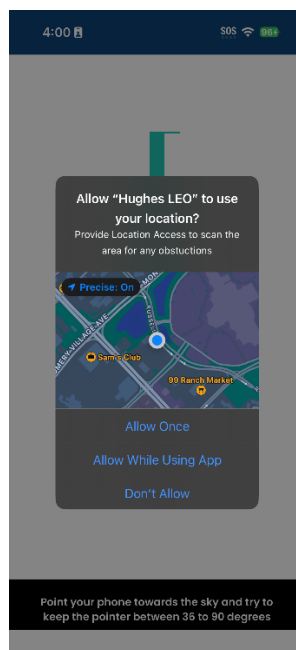 4:00
SOS
96+
Allow “Hughes LEO” to use
your location?
Provide Location Access to scan the
area for any obstuctions
Precise: On
Sam's Club
99 Ranch Market
Allow Once
Allow While Using App
Don't Allow
Point your phone towards the sky and try to
keep the pointer between 36 to 90 degrees